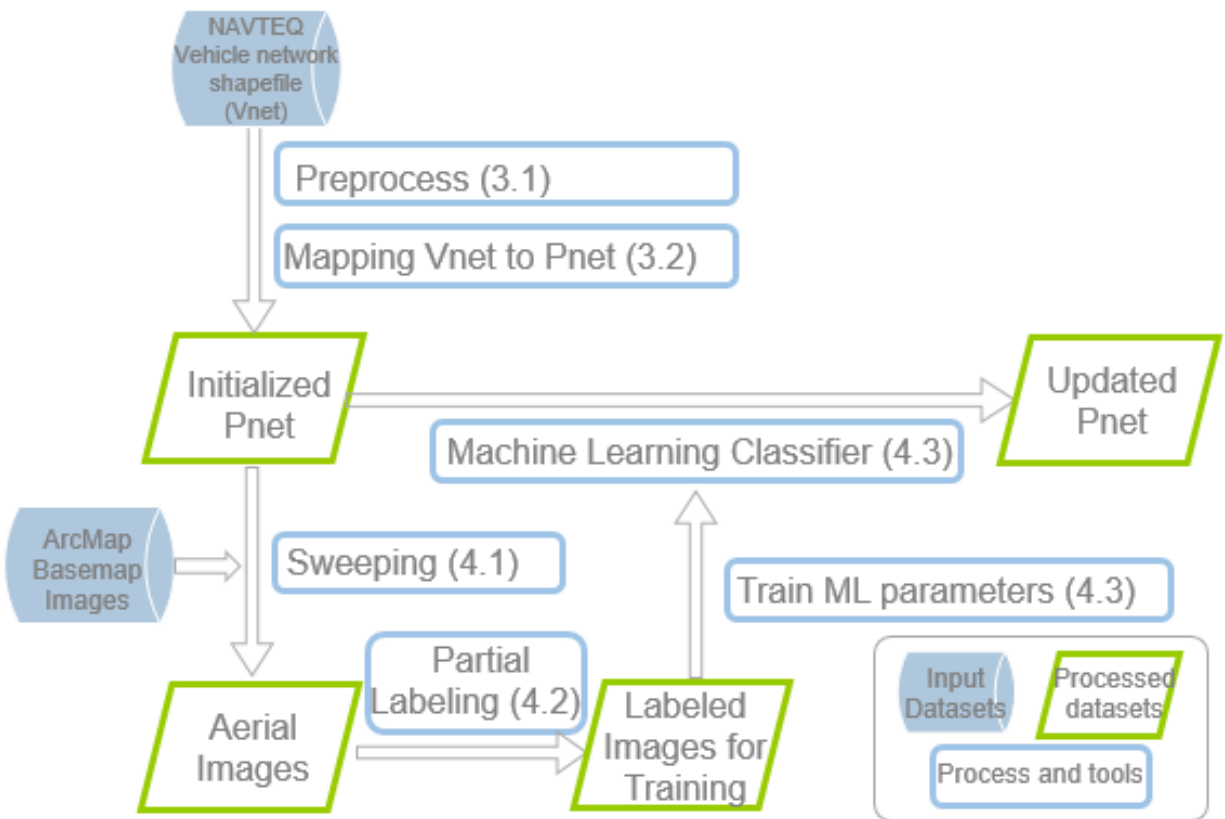 NAVTEQ
Vehicle network
shapefile
(Vnet)
Preprocess (3.1)
Mapping Vnet to Pnet (3.2)
Initialized
Pnet
Updated
Pnet
Machine Learning Classifier (4.3)
ArcMap
Basemap
Images
Sweeping (4.1)
Train ML parameters (4.3)
Partial
Labeling (4.2)
Aerial
Images
Labeled
Images for
Training
Input
Datasets
Processed
datasets
Process and tools